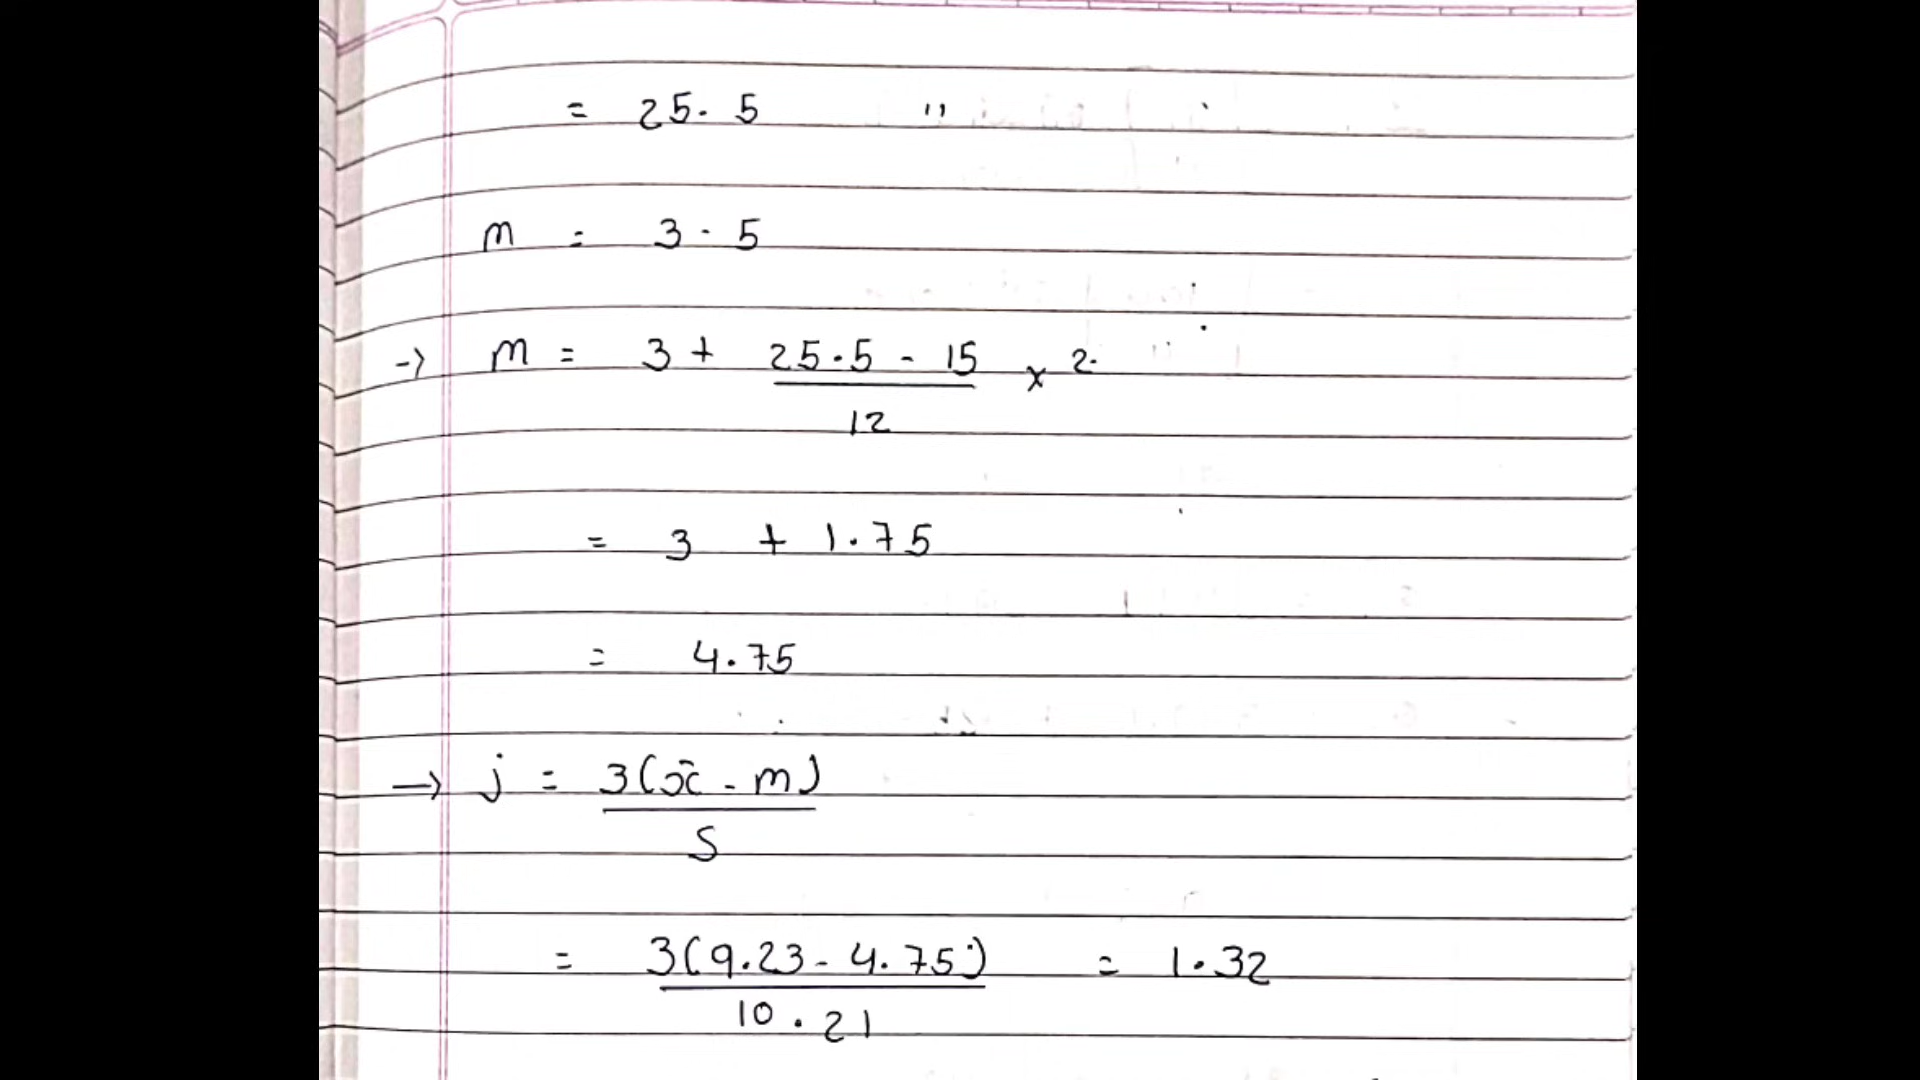 = 25.5 "
m = 3.5
→ m = 3 + 25.5 - 15 x 2
12
= 3 + 1.75
= 4.75
→ j = 3(x̄ - m)
S
= 3(9.23 - 4.75) = 1.32
10.21